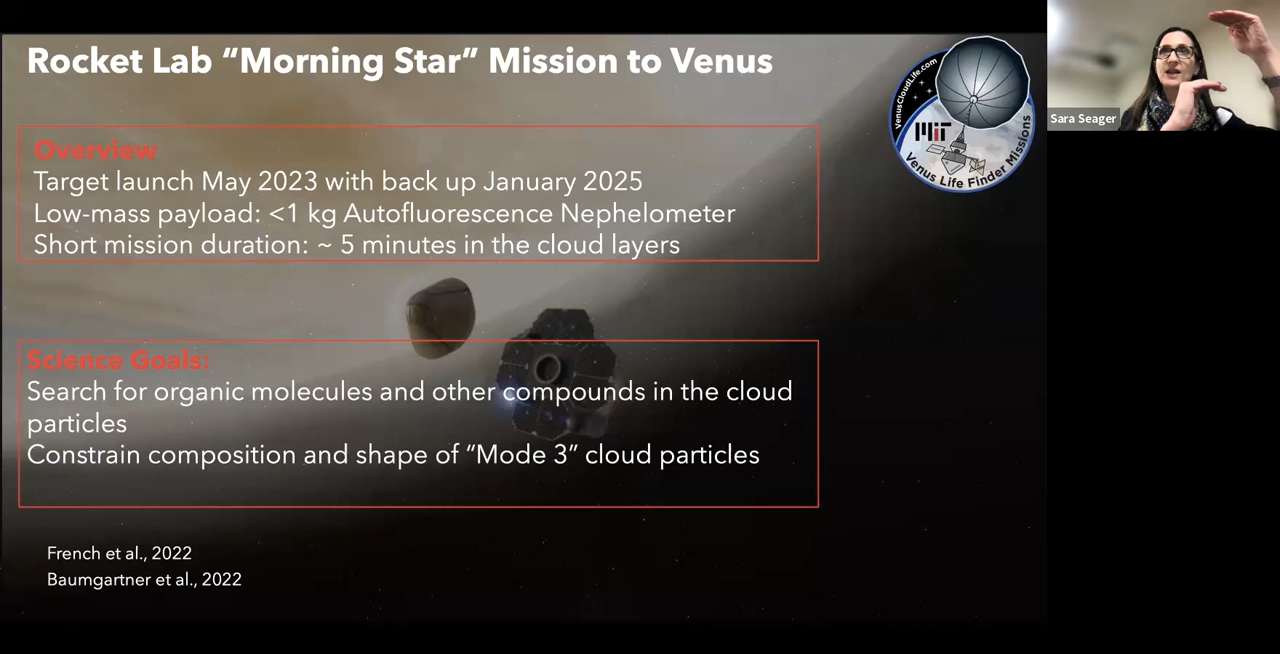 Rocket Lab “Morning Star” Mission to Venus
Overview
Target launch May 2023 with back up January 2025
Low-mass payload: <1 kg Autofluorescence Nephelometer
Short mission duration: ~ 5 minutes in the cloud layers
Science Goals:
Search for organic molecules and other compounds in the cloud
particles
Constrain composition and shape of “Mode 3” cloud particles
French et al., 2022
Baumgartner et al., 2022
VenusCloudLife.com
MIT
Venus Life Finder Missions
Sara Seager